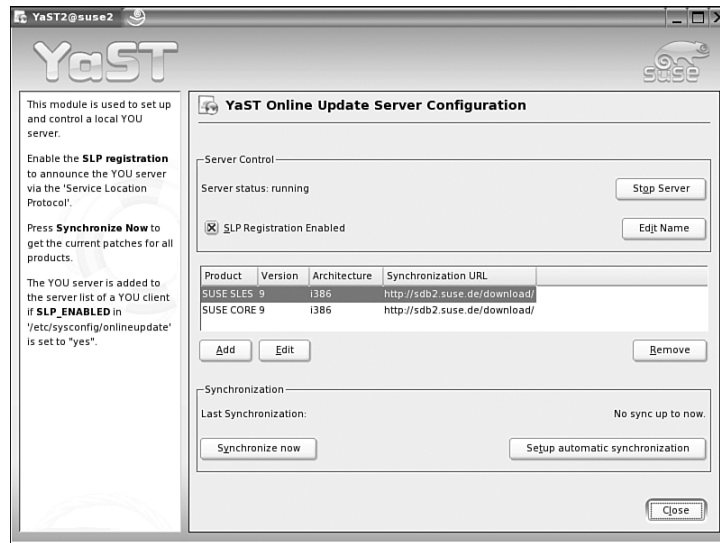 YaST2@suse2
YaST
suse
This module is used to set up
and control a local YOU
server.
Enable the SLP registration
to announce the YOU server
via the 'Service Location
Protocol'.
Press Synchronize Now to
get the current patches for all
products.
The YOU server is added to
the server list of a YOU client
if SLP_ENABLED in
'/etc/sysconfig/onlineupdate'
is set to "yes".
YaST Online Update Server Configuration
Server Control
Server status: running
Stop Server
SLP Registration Enabled
Edit Name
Product Version Architecture Synchronization URL
SUSE SLES 9 i386 http://sdb2.suse.de/download/
SUSE CORE 9 i386 http://sdb2.suse.de/download/
Add Edit Remove
Synchronization
Last Synchronization: No sync up to now.
Synchronize now Setup automatic synchronization
Close